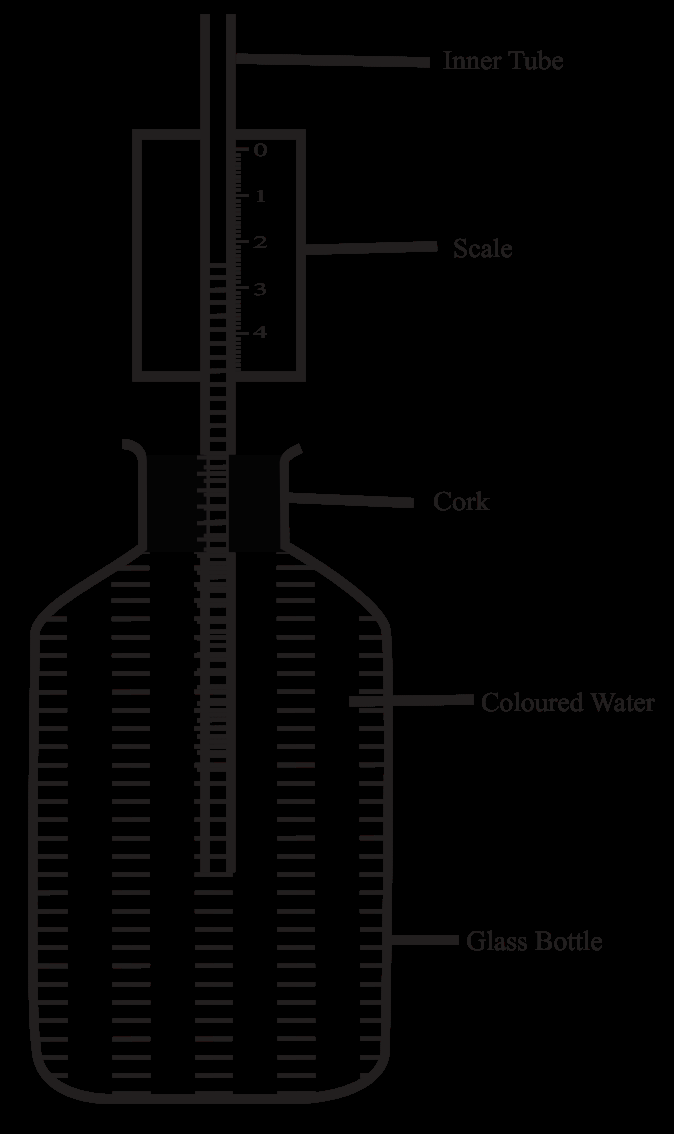 Inner Tube
0
1
2
Scale
3
4
Cork
Coloured Water
Glass Bottle